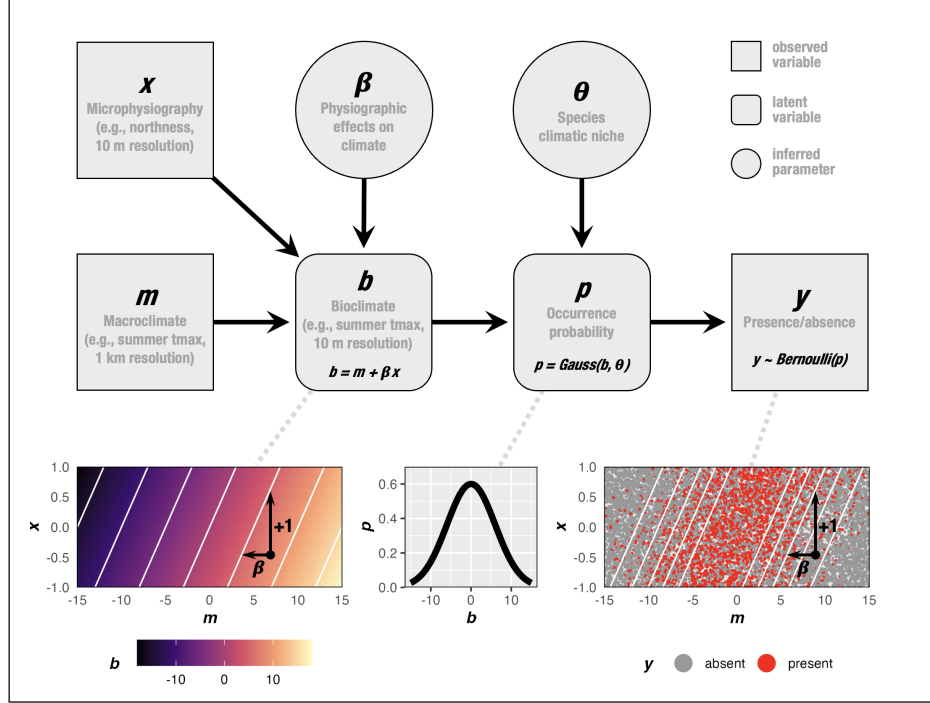 x
Microphysiography
(e.g., northness,
10 m resolution)
β
Physiographic
effects on
climate
θ
Species
climatic niche
observed
variable
latent
variable
inferred
parameter
m
Macroclimate
(e.g., summer tmax,
1 km resolution)
b
Bioclimate
(e.g., summer tmax,
10 m resolution)
b = m + β x
p
Occurrence
probability
p = Gauss(b, θ)
y
Presence/absence
y ~ Bernoulli(p)
1.0
0.5
0.0
-0.5
-1.0
x
+1
β
-15 -10 -5 0 5 10 15
m
b
-10 0 10
0.6
0.4
0.2
0.0
p
-10 0 10
b
1.0
0.5
0.0
-0.5
-1.0
x
+1
β
-15 -10 -5 0 5 10 15
m
y absent present